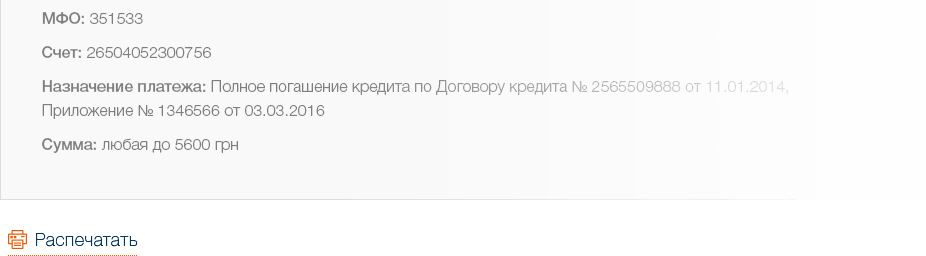 МФО: 351533
Счет: 26504052300756
Назначение платежа: Полное погашение кредита по Договору кредита № 2565509888 от 11.01.2014,
Приложение № 1346566 от 03.03.2016
Сумма: любая до 5600 грн
Распечатать